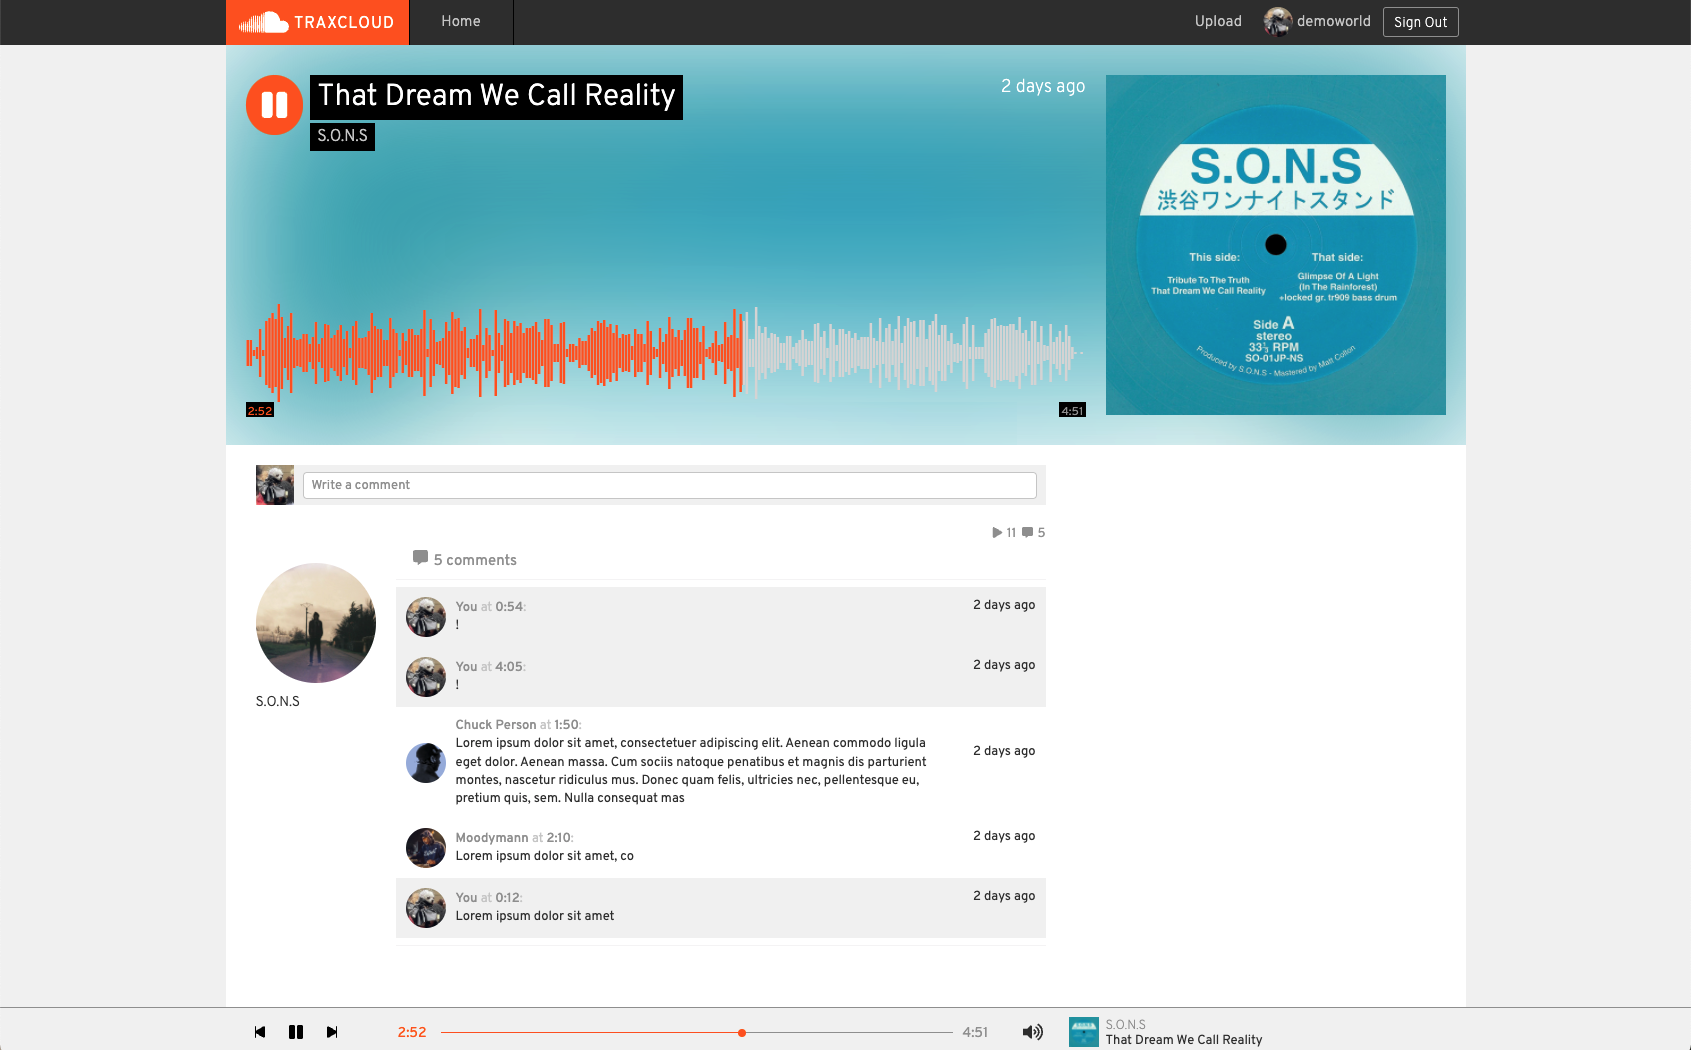 TRAXCLOUD
Home
Upload
demoworld
Sign Out
That Dream We Call Reality
S.O.N.S
2 days ago
S.O.N.S
渋谷ワンナイトスタンド
This side:
Tribute To The Truth
That Dream We Call Reality
That side:
Glimpse Of A Light
(In The Rainforest)
+locked gr. tr909 bass drum
Side A
stereo
33⅓ RPM
SO-01JP-NS
Produced by S.O.N.S - Mastered by Matt Colton
2:52
4:51
Write a comment
11 5
5 comments
S.O.N.S
You at 0:54:
!
2 days ago
You at 4:05:
!
2 days ago
Chuck Person at 1:50:
Lorem ipsum dolor sit amet, consectetuer adipiscing elit. Aenean commodo ligula
eget dolor. Aenean massa. Cum sociis natoque penatibus et magnis dis parturient
montes, nascetur ridiculus mus. Donec quam felis, ultricies nec, pellentesque eu,
pretium quis, sem. Nulla consequat mas
2 days ago
Moodymann at 2:10:
Lorem ipsum dolor sit amet, co
2 days ago
You at 0:12:
Lorem ipsum dolor sit amet
2 days ago
2:52
4:51
S.O.N.S
That Dream We Call Reality